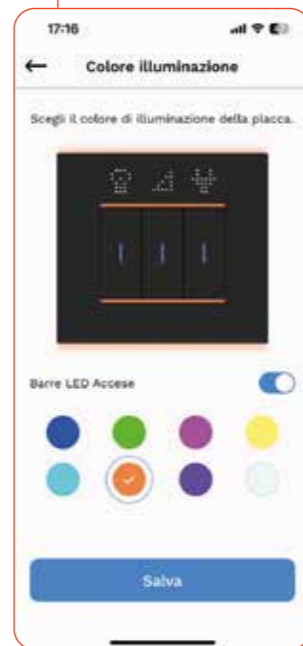 17:16
Colore illuminazione
Scegli il colore di illuminazione della placca.
Barre LED Accese
Salva